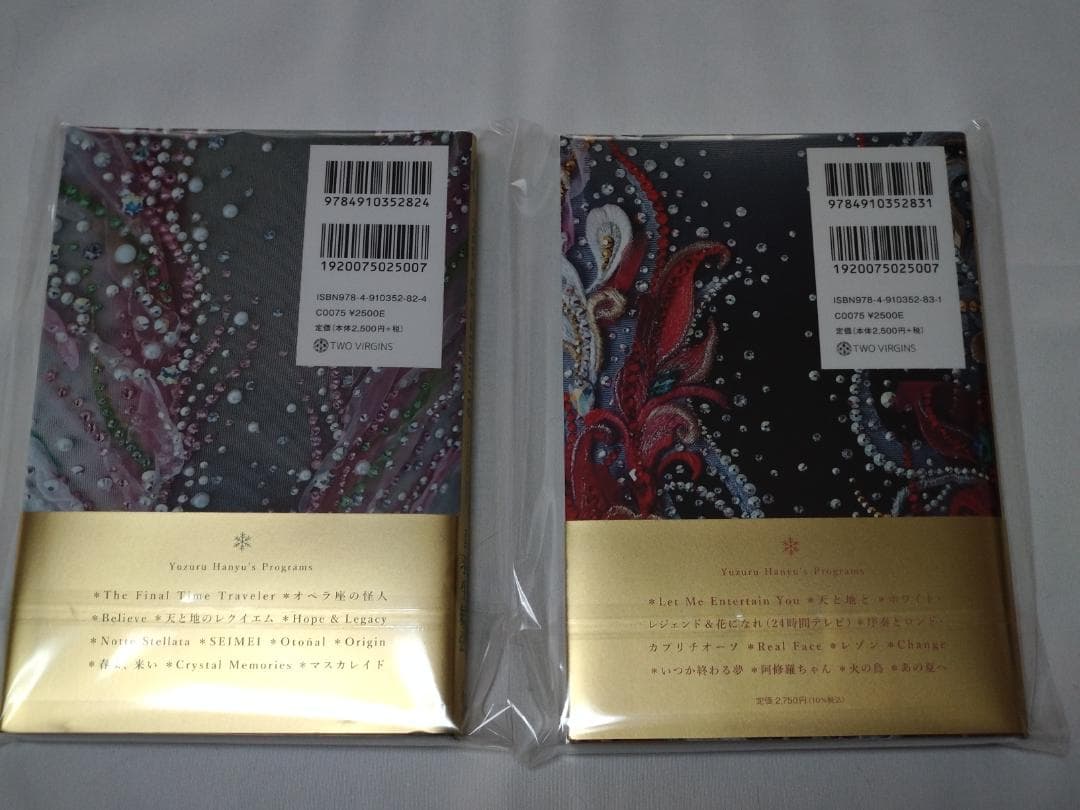 9784910352824
1920075025007
ISBN978-4-910352-82-4
C0075 ¥2500E
定価(本体2,500円+税)
TWO VIRGINS
Yuzuru Hanyu's Programs
*The Final Time Traveler *オペラ座の怪人
*Believe *天と地のレクイエム *Hope & Legacy
*Notte Stellata *SEIMEI *Otoñal *Origin
*春よ、来い *Crystal Memories *マスカレイド
9784910352831
1920075025007
ISBN978-4-910352-83-1
C0075 ¥2500E
定価(本体2,500円+税)
TWO VIRGINS
Yuzuru Hanyu's Programs
*Let Me Entertain You *天と地と *ホワイト・
レジェンド&花になれ(24時間テレビ) *序奏とロンド・
カプリチオーソ *Real Face *レゾン *Change
*いつか終わる夢 *阿修羅ちゃん *火の鳥 *あの夏へ
定価 2,750円(10%税込)